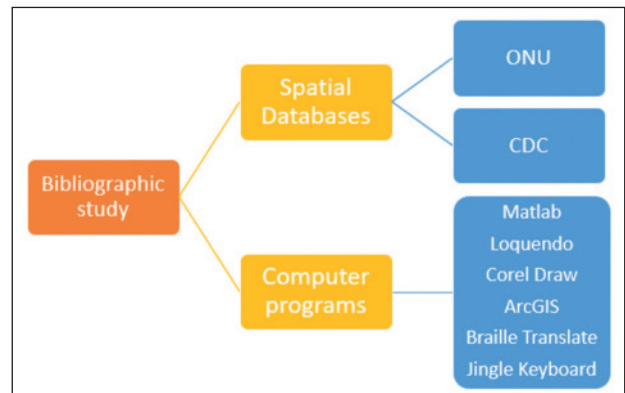 Bibliographic
study
Spatial
Databases
ONU
CDC
Computer
programs
Matlab
Loquendo
Corel Draw
ArcGIS
Braille Translate
Jingle Keyboard